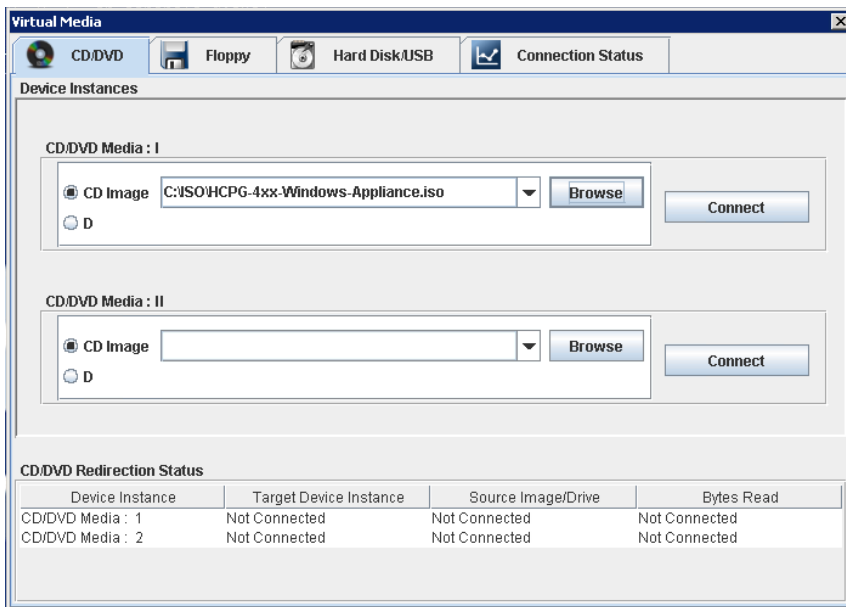 Virtual Media
CD/DVD Floppy Hard Disk/USB Connection Status
Device Instances
CD/DVD Media : I
CD Image C:\ISO\HCPG-4xx-Windows-Appliance.iso Browse
Connect
D
CD/DVD Media : II
CD Image Browse
Connect
D
CD/DVD Redirection Status
Device Instance Target Device Instance Source Image/Drive Bytes Read
CD/DVD Media : 1 Not Connected Not Connected Not Connected
CD/DVD Media : 2 Not Connected Not Connected Not Connected